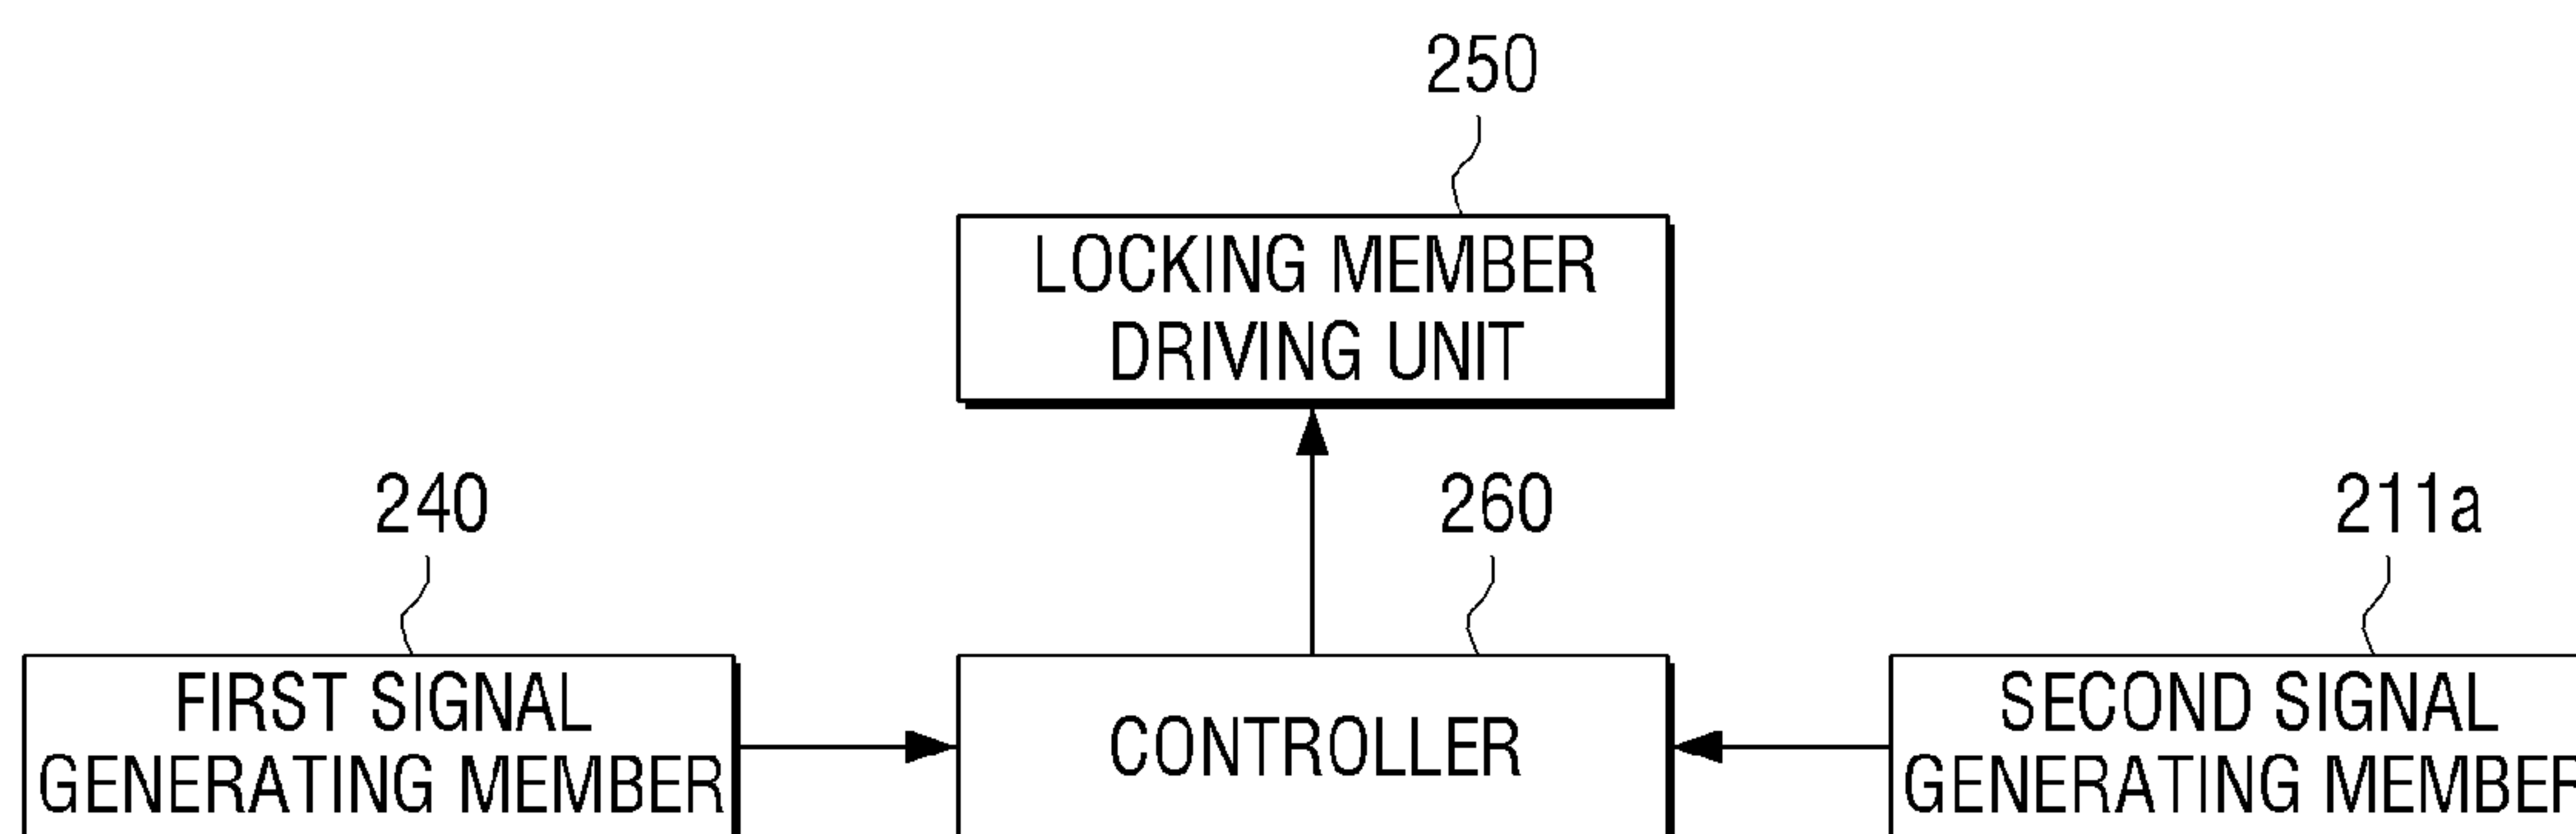 250
LOCKING MEMBER
DRIVING UNIT
240
260
211a
FIRST SIGNAL
GENERATING MEMBER
CONTROLLER
SECOND SIGNAL
GENERATING MEMBER